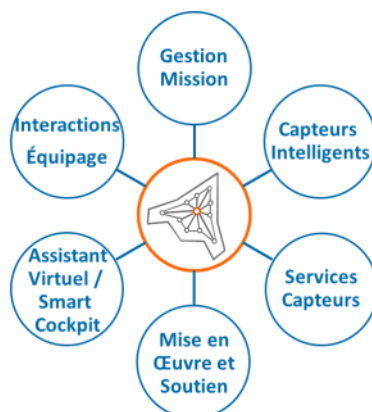 Gestion
Mission
Interactions
Équipage
Capteurs
Intelligents
Assistant
Virtuel /
Smart
Cockpit
Services
Capteurs
Mise en
Œuvre et
Soutien